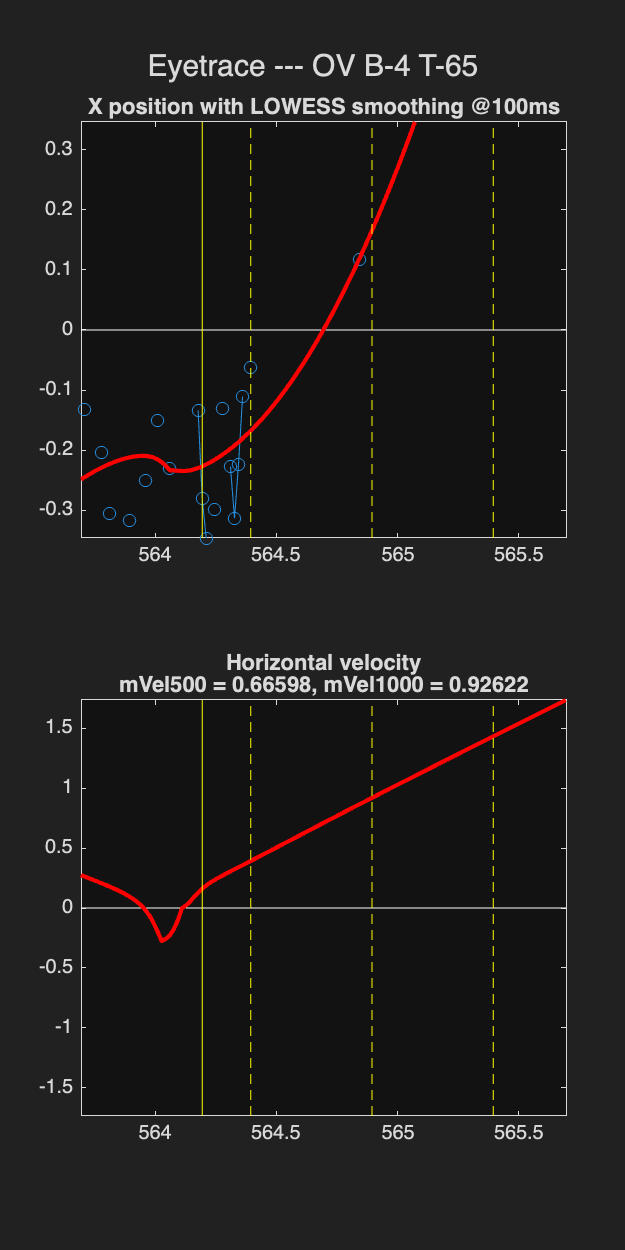 Eyetrace --- OV B-4 T-65
X position with LOWESS smoothing @100ms
0.3
0.2
0.1
0
-0.1
-0.2
-0.3
564 564.5 565 565.5
Horizontal velocity
mVel500 = 0.66598, mVel1000 = 0.92622
1.5
1
0.5
0
-0.5
-1
-1.5
564 564.5 565 565.5